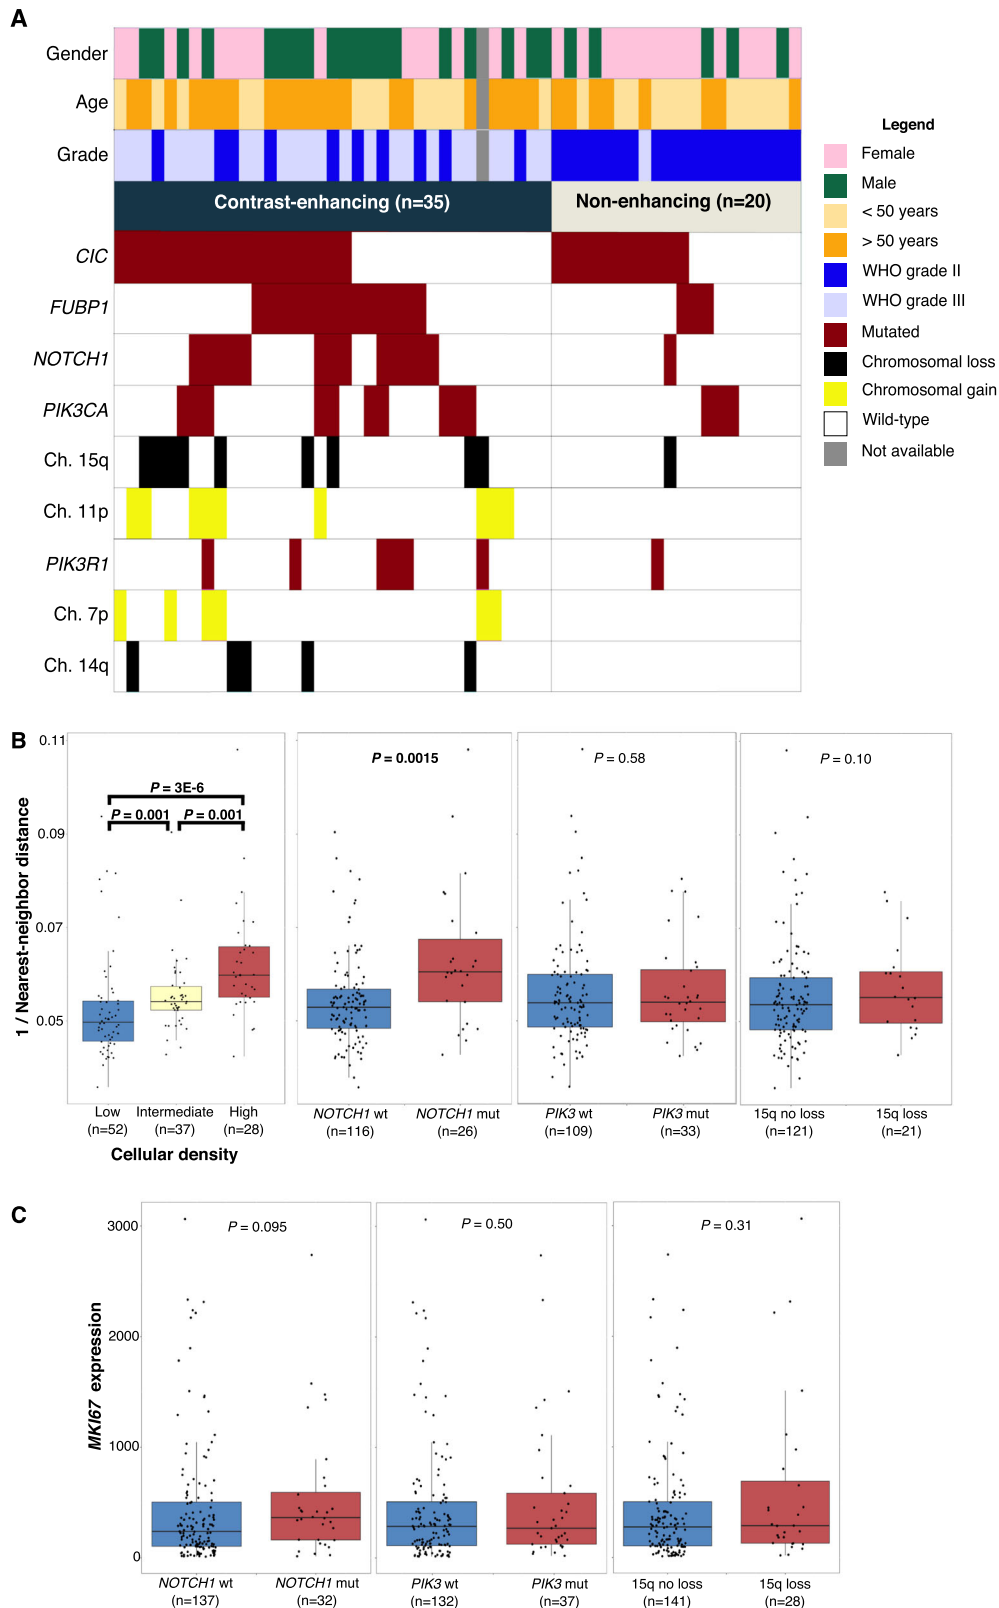 A
Gender
Age
Grade
Contrast-enhancing (n=35)
Non-enhancing (n=20)
CIC
FUBP1
NOTCH1
PIK3CA
Ch. 15q
Ch. 11p
PIK3R1
Ch. 7p
Ch. 14q
Legend
Female
Male
< 50 years
> 50 years
WHO grade II
WHO grade III
Mutated
Chromosomal loss
Chromosomal gain
Wild-type
Not available
B
1 / Nearest-neighbor distance
0.11
0.09
0.07
0.05
P = 3E-6
P = 0.001
P = 0.001
Low
(n=52)
Intermediate
(n=37)
High
(n=28)
Cellular density
P = 0.0015
NOTCH1 wt
(n=116)
NOTCH1 mut
(n=26)
P = 0.58
PIK3 wt
(n=109)
PIK3 mut
(n=33)
P = 0.10
15q no loss
(n=121)
15q loss
(n=21)
C
MKI67 expression
3000
2000
1000
0
P = 0.095
NOTCH1 wt
(n=137)
NOTCH1 mut
(n=32)
P = 0.50
PIK3 wt
(n=132)
PIK3 mut
(n=37)
P = 0.31
15q no loss
(n=141)
15q loss
(n=28)